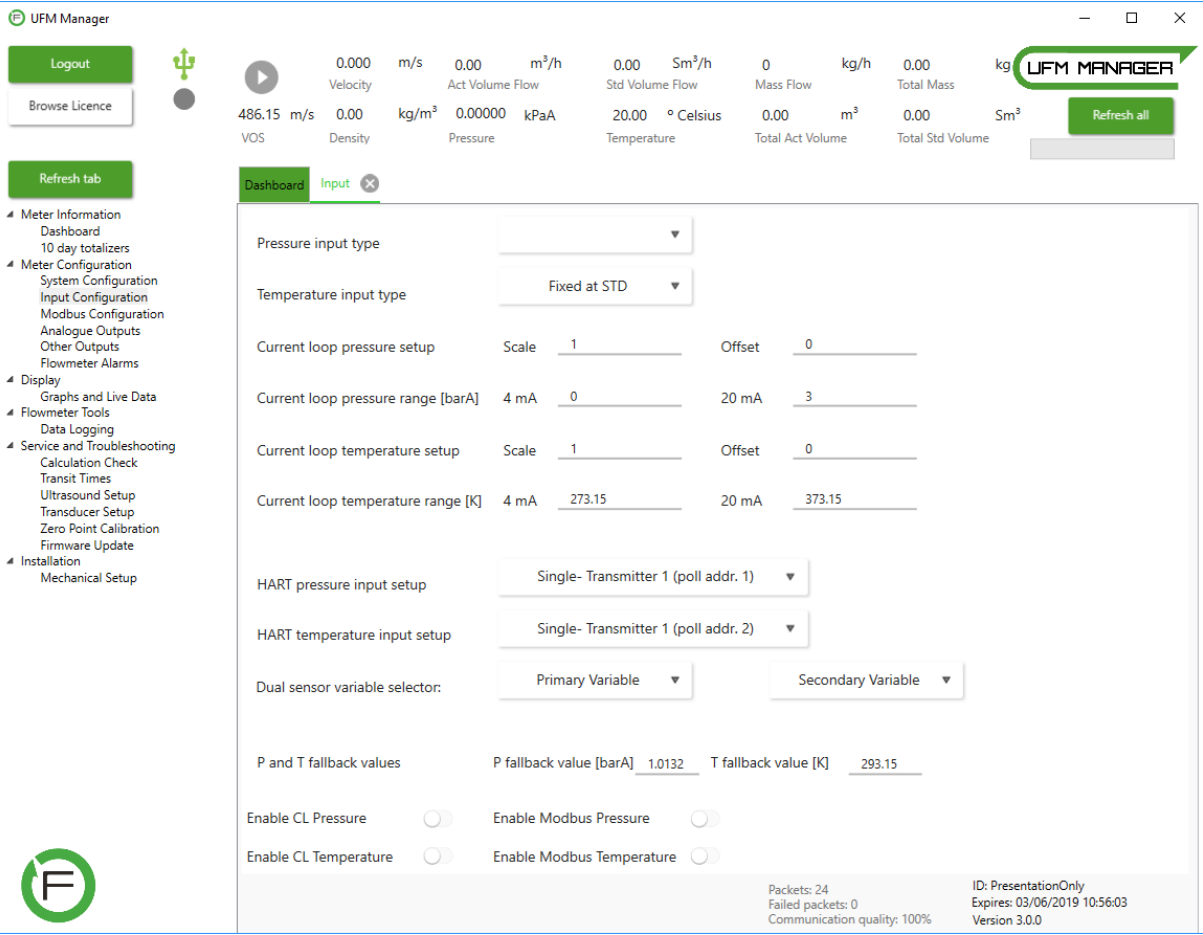 UFM Manager
Logout
Browse Licence
0.000 m/s 0.00 m³/h 0.00 Sm³/h 0 kg/h 0.00 kg
Velocity Act Volume Flow Std Volume Flow Mass Flow Total Mass
UFM MANAGER
486.15 m/s 0.00 kg/m³ 0.00000 kPaA 20.00 º Celsius 0.00 m³ 0.00 Sm³
VOS Density Pressure Temperature Total Act Volume Total Std Volume
Refresh all
Refresh tab
Dashboard Input
Meter Information
Dashboard
10 day totalizers
Meter Configuration
System Configuration
Input Configuration
Modbus Configuration
Analogue Outputs
Other Outputs
Flowmeter Alarms
Display
Graphs and Live Data
Flowmeter Tools
Data Logging
Service and Troubleshooting
Calculation Check
Transit Times
Ultrasound Setup
Transducer Setup
Zero Point Calibration
Firmware Update
Installation
Mechanical Setup
Pressure input type
Temperature input type Fixed at STD
Current loop pressure setup Scale 1 Offset 0
Current loop pressure range [barA] 4 mA 0 20 mA 3
Current loop temperature setup Scale 1 Offset 0
Current loop temperature range [K] 4 mA 273.15 20 mA 373.15
HART pressure input setup Single- Transmitter 1 (poll addr. 1)
HART temperature input setup Single- Transmitter 1 (poll addr. 2)
Dual sensor variable selector: Primary Variable Secondary Variable
P and T fallback values P fallback value [barA] 1.0132 T fallback value [K] 293.15
Enable CL Pressure Enable Modbus Pressure
Enable CL Temperature Enable Modbus Temperature
F
Packets: 24
Failed packets: 0
Communication quality: 100%
ID: PresentationOnly
Expires: 03/06/2019 10:56:03
Version 3.0.0